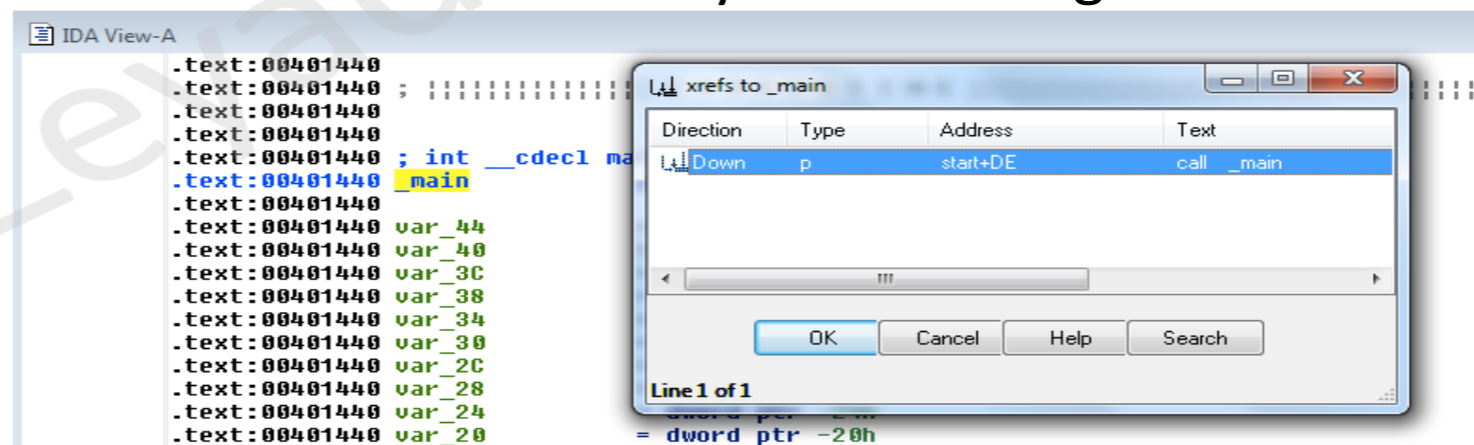 IDA View-A
.text:00401440
.text:00401440 ; ¦¦¦¦¦¦¦¦¦¦¦¦¦
.text:00401440
.text:00401440
.text:00401440 ; int __cdecl ma
.text:00401440 _main
.text:00401440
.text:00401440 var_44
.text:00401440 var_40
.text:00401440 var_3C
.text:00401440 var_38
.text:00401440 var_34
.text:00401440 var_30
.text:00401440 var_2C
.text:00401440 var_28
.text:00401440 var_24
.text:00401440 var_20 = dword ptr -20h
xrefs to _main
Direction Type Address Text
Down p start+DE call _main
OK Cancel Help Search
Line 1 of 1